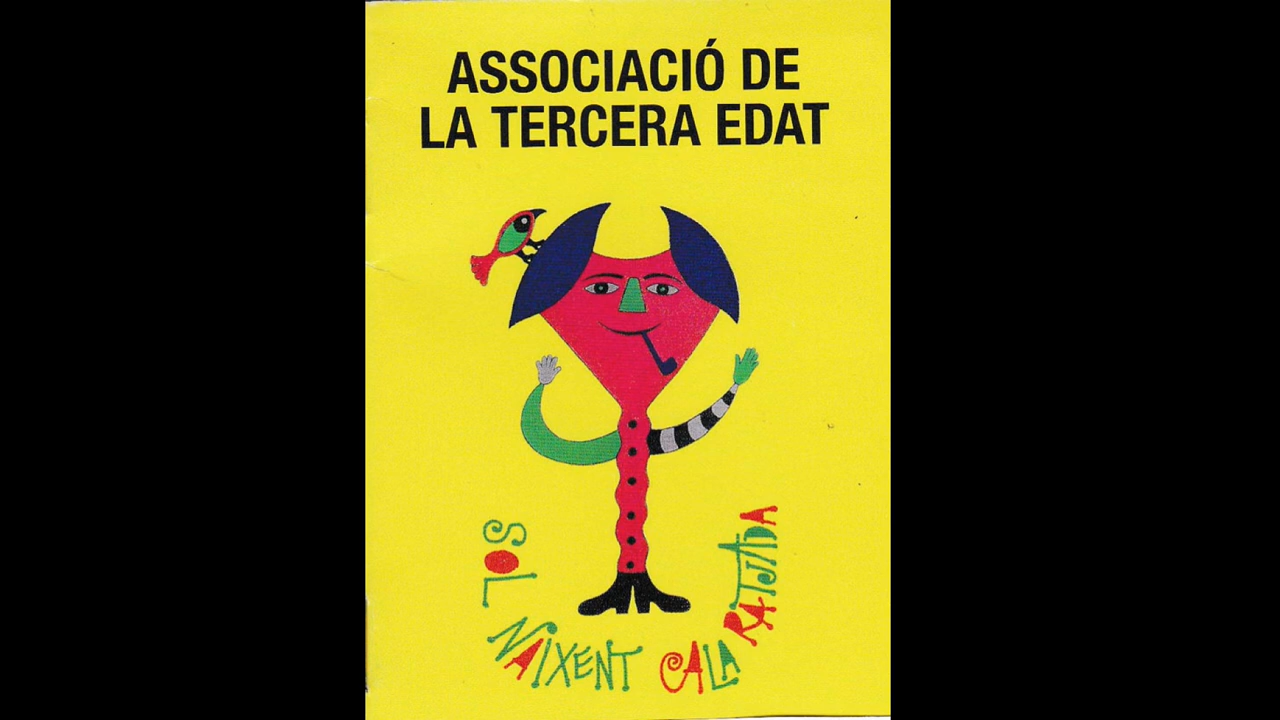 ASSOCIACIÓ DE
LA TERCERA EDAT
SOL NAIXENT CALA RATJADA